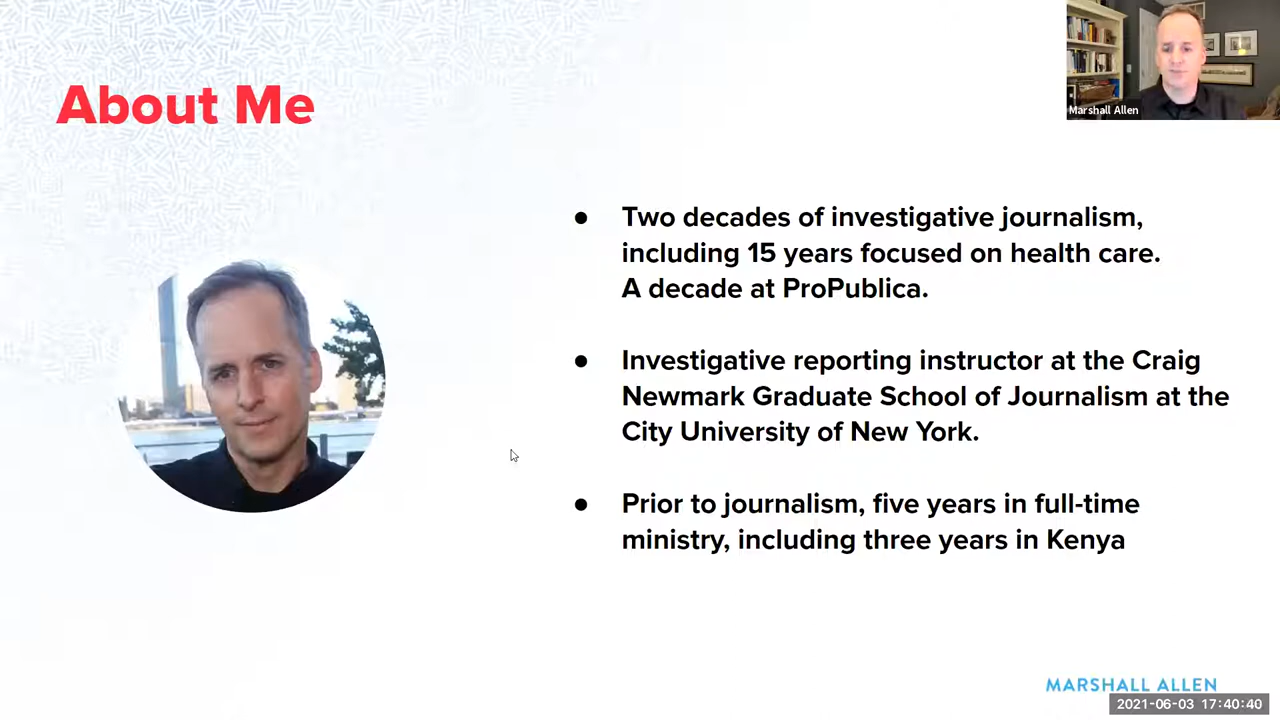 About Me
Marshall Allen
● Two decades of investigative journalism,
including 15 years focused on health care.
A decade at ProPublica.
● Investigative reporting instructor at the Craig
Newmark Graduate School of Journalism at the
City University of New York.
● Prior to journalism, five years in full-time
ministry, including three years in Kenya
MARSHALL ALLEN
2021-06-03 17:40:40